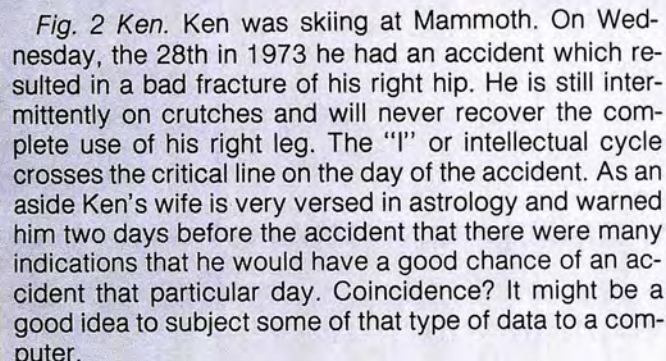 Fig. 2 Ken. Ken was skiing at Mammoth. On Wed-
nesday, the 28th in 1973 he had an accident which re-
sulted in a bad fracture of his right hip. He is still inter-
mittently on crutches and will never recover the com-
plete use of his right leg. The "I" or intellectual cycle
crosses the critical line on the day of the accident. As an
aside Ken's wife is very versed in astrology and warned
him two days before the accident that there were many
indications that he would have a good chance of an ac-
cident that particular day. Coincidence? It might be a
good idea to subject some of that type of data to a com-
puter.